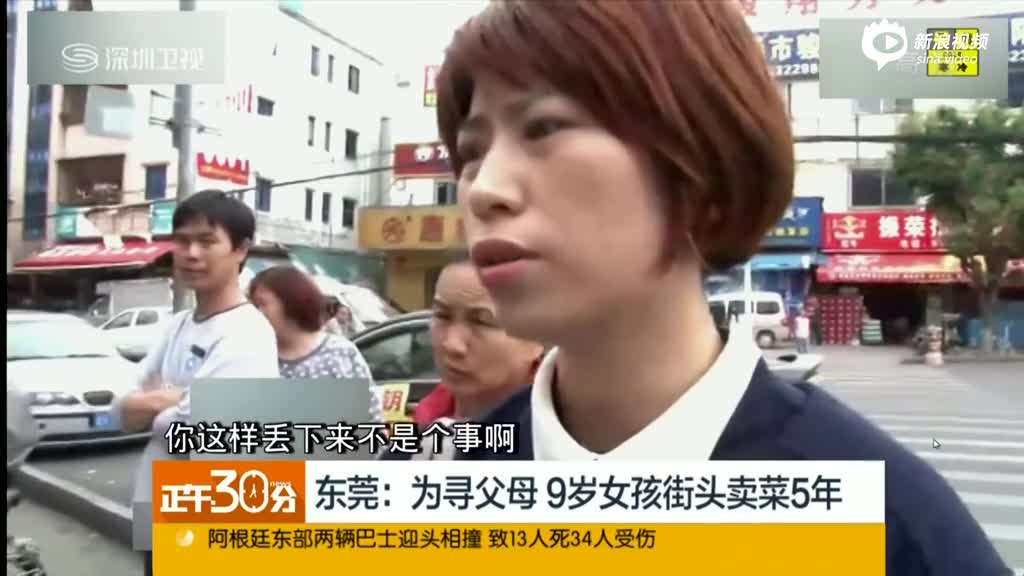 深圳卫视
新浪视频
sina video
寒冷
你这样丢下来不是个事啊
正午30分
news
东莞：为寻父母 9岁女孩街头卖菜5年
阿根廷东部两辆巴士迎头相撞 致13人死34人受伤